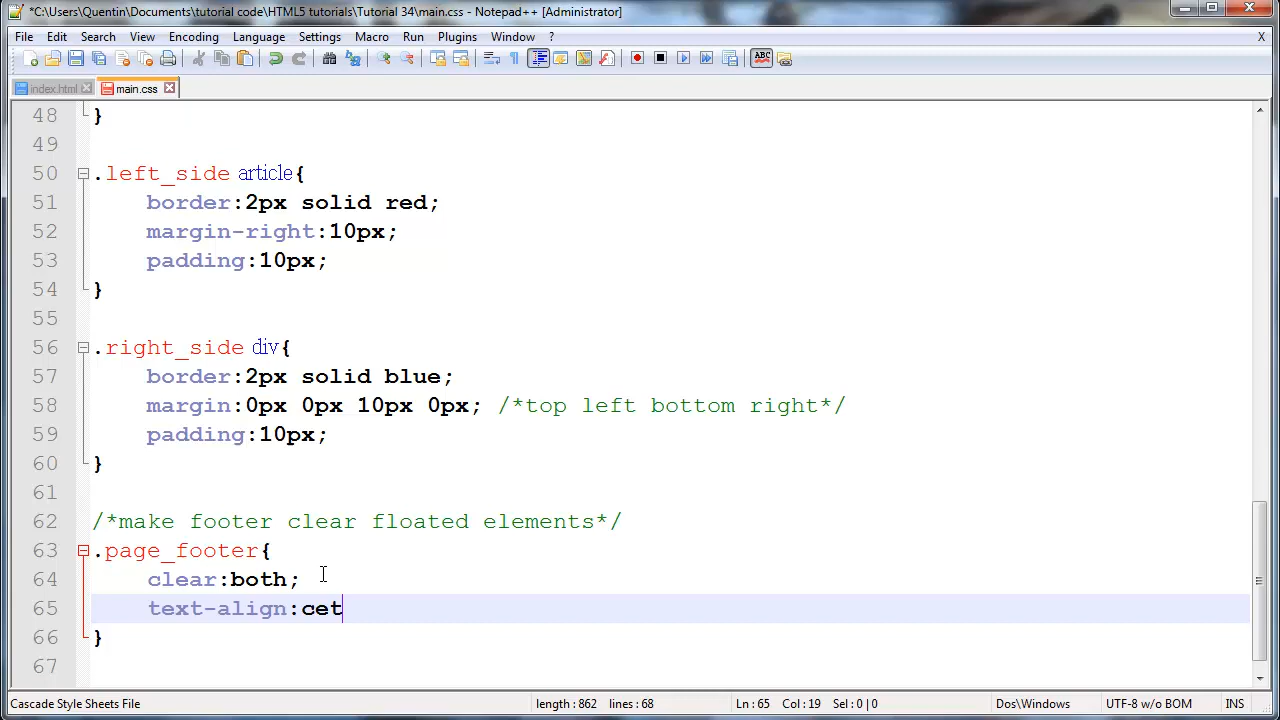 *C:\Users\Quentin\Documents\tutorial code\HTML5 tutorials\Tutorial 34\main.css - Notepad++ [Administrator]
File Edit Search View Encoding Language Settings Macro Run Plugins Window ? X
ABC
index.html main.css
48 }
49
50 .left_side article{
51 border:2px solid red;
52 margin-right:10px;
53 padding:10px;
54 }
55
56 .right_side div{
57 border:2px solid blue;
58 margin:0px 0px 10px 0px; /*top left bottom right*/
59 padding:10px;
60 }
61
62 /*make footer clear floated elements*/
63 .page_footer{
64 clear:both;
65 text-align:cet
66 }
67
Cascade Style Sheets File length : 862 lines : 68 Ln : 65 Col : 19 Sel : 0 | 0 Dos\Windows UTF-8 w/o BOM INS